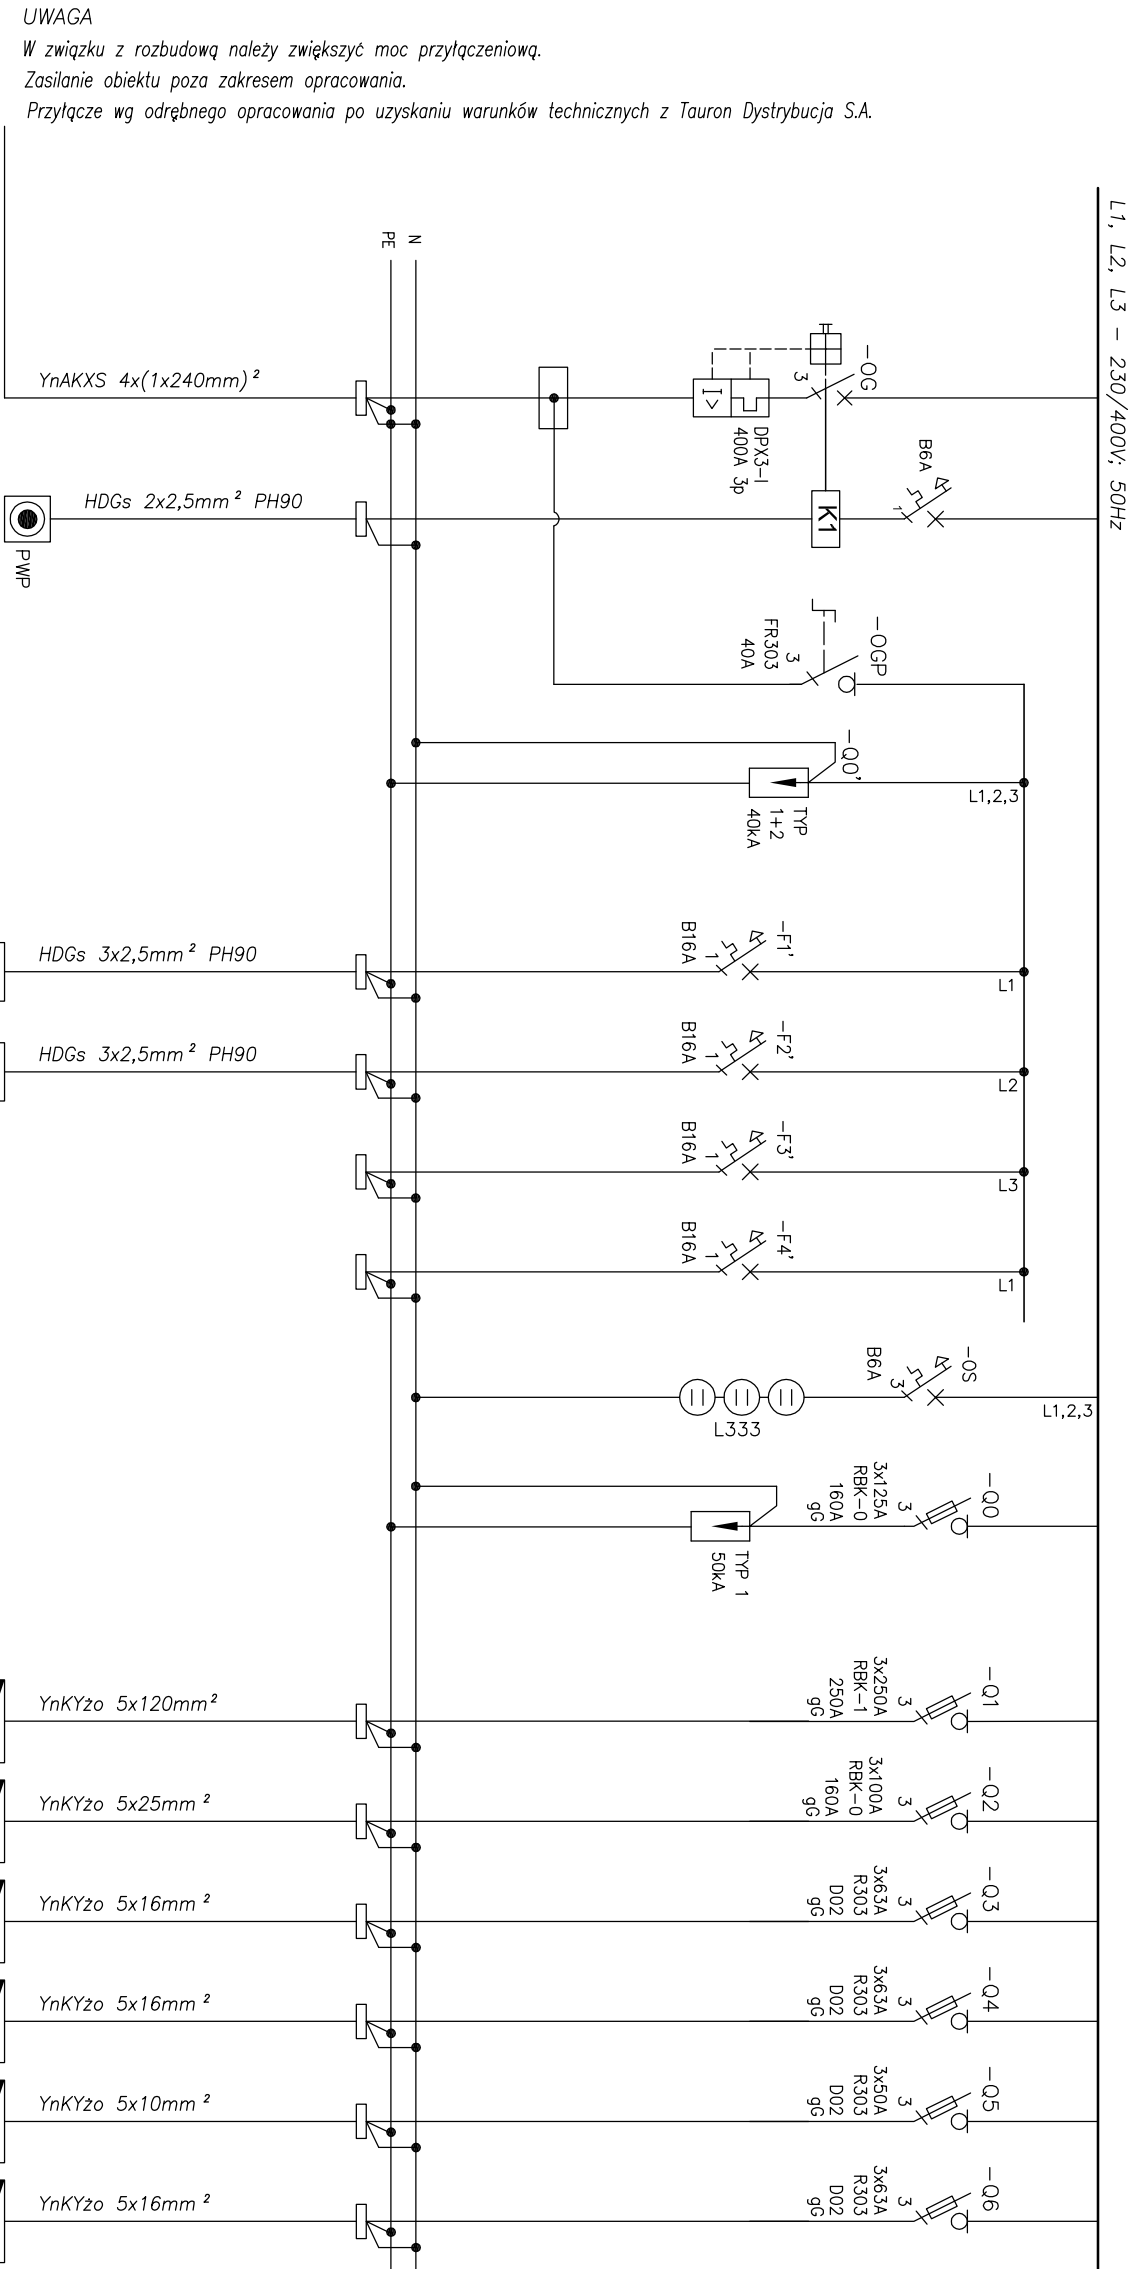 UWAGA
W związku z rozbudową należy zwiększyć moc przyłączeniową.
Zasilanie obiektu poza zakresem opracowania.
Przyłącze wg odrębnego opracowania po uzyskaniu warunków technicznych z Tauron Dystrybucja S.A.
L1, L2, L3 - 230/400V; 50Hz
PE
N
YnAKXS 4x(1x240mm)²
-OG
3
I>
DPX3-I
400A 3p
B6A
1
HDGs 2x2,5mm² PH90
K1
PWP
-OGP
3
FR303
40A
-Q0'
L1,2,3
TYP
1+2
40kA
HDGs 3x2,5mm² PH90
-F1'
1
B16A
L1
HDGs 3x2,5mm² PH90
-F2'
1
B16A
L2
-F3'
1
B16A
L3
-F4'
1
B16A
L1
-OS
3
B6A
L1,2,3
L333
-Q0
3
3x125A
RBK-0
160A
gG
TYP 1
50kA
YnKYżo 5x120mm²
-Q1
3
3x250A
RBK-1
250A
gG
YnKYżo 5x25mm²
-Q2
3
3x100A
RBK-0
160A
gG
YnKYżo 5x16mm²
-Q3
3
3x63A
R303
D02
gG
YnKYżo 5x16mm²
-Q4
3
3x63A
R303
D02
gG
YnKYżo 5x10mm²
-Q5
3
3x50A
R303
D02
gG
YnKYżo 5x16mm²
-Q6
3
3x63A
R303
D02
gG